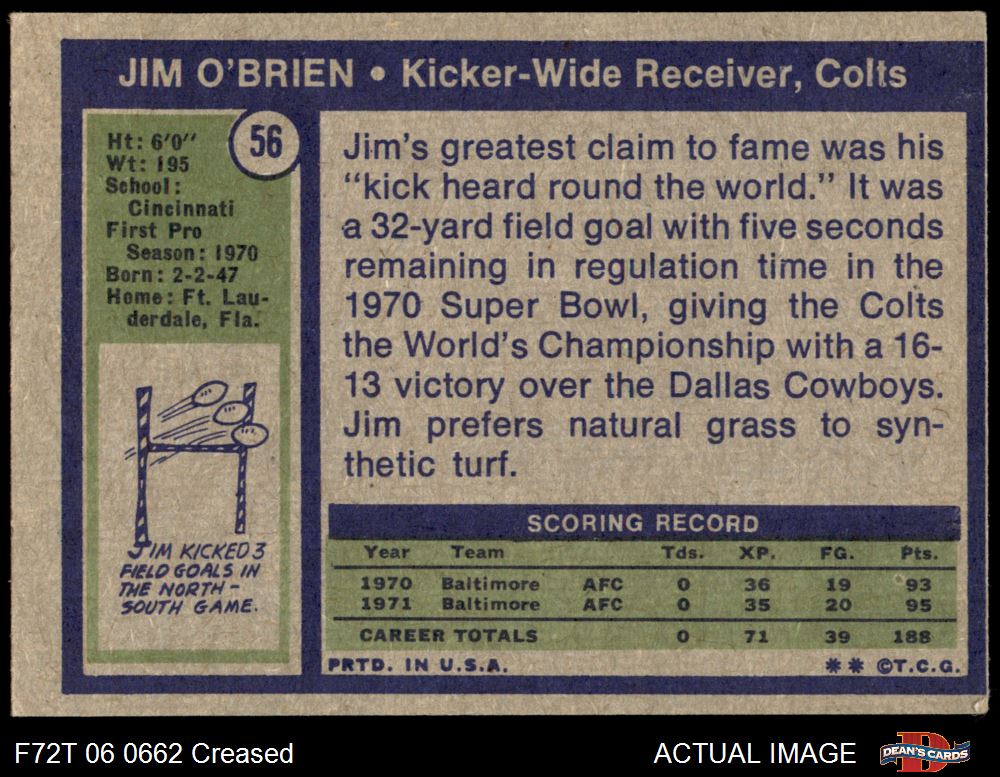 JIM O'BRIEN • Kicker-Wide Receiver, Colts
56
Ht: 6'0"
Wt: 195
School:
Cincinnati
First Pro
Season: 1970
Born: 2-2-47
Home: Ft. Lau-
derdale, Fla.
JIM KICKED 3
FIELD GOALS IN
THE NORTH-
SOUTH GAME.
Jim's greatest claim to fame was his
"kick heard round the world." It was
a 32-yard field goal with five seconds
remaining in regulation time in the
1970 Super Bowl, giving the Colts
the World's Championship with a 16-
13 victory over the Dallas Cowboys.
Jim prefers natural grass to syn-
thetic turf.
SCORING RECORD
Year Team Tds. XP. FG. Pts.
1970 Baltimore AFC 0 36 19 93
1971 Baltimore AFC 0 35 20 95
CAREER TOTALS 0 71 39 188
PRTD. IN U.S.A. ** ©T.C.G.
F72T 06 0662 Creased ACTUAL IMAGE DEAN'S CARDS